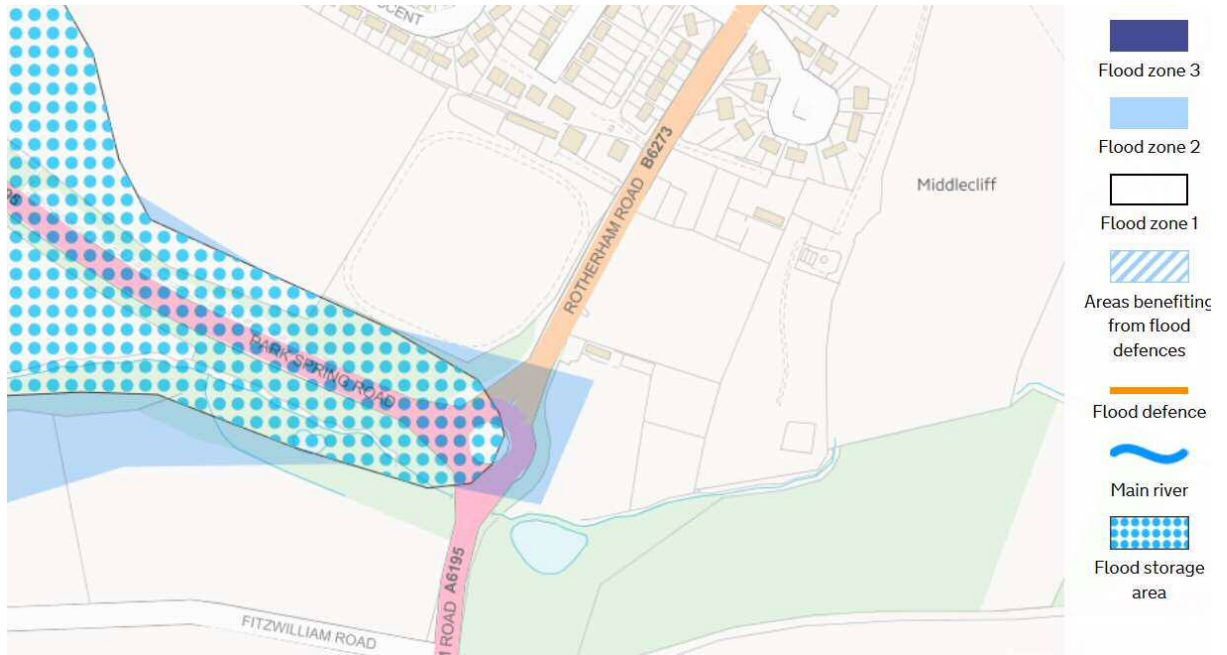 CENT
95
ROTHERHAM ROAD B6273
Middlecliff
PARK SPRING ROAD
M ROAD A6195
FITZWILLIAM ROAD
Flood zone 3
Flood zone 2
Flood zone 1
Areas benefiting
from flood
defences
Flood defence
Main river
Flood storage
area